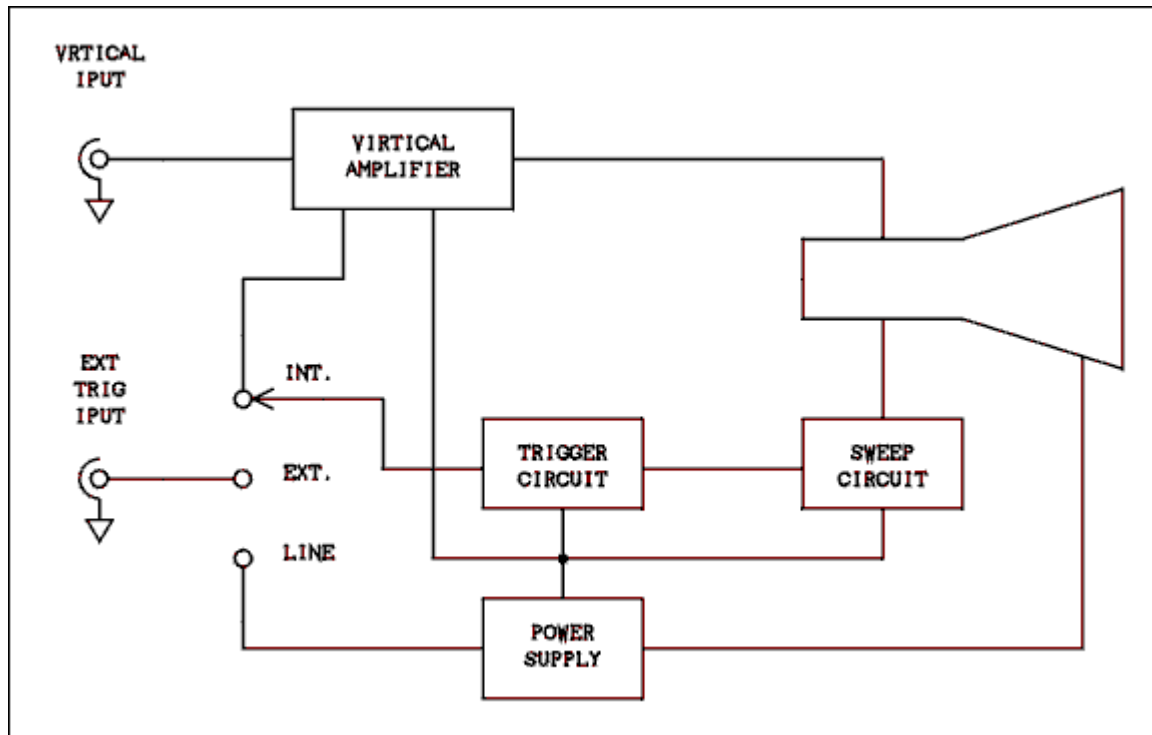 VRTICAL
IPUT
VIRTICAL
AMPLIFIER
EXT
TRIG
IPUT
INT.
EXT.
LINE
TRIGGER
CIRCUIT
SWEEP
CIRCUIT
POWER
SUPPLY